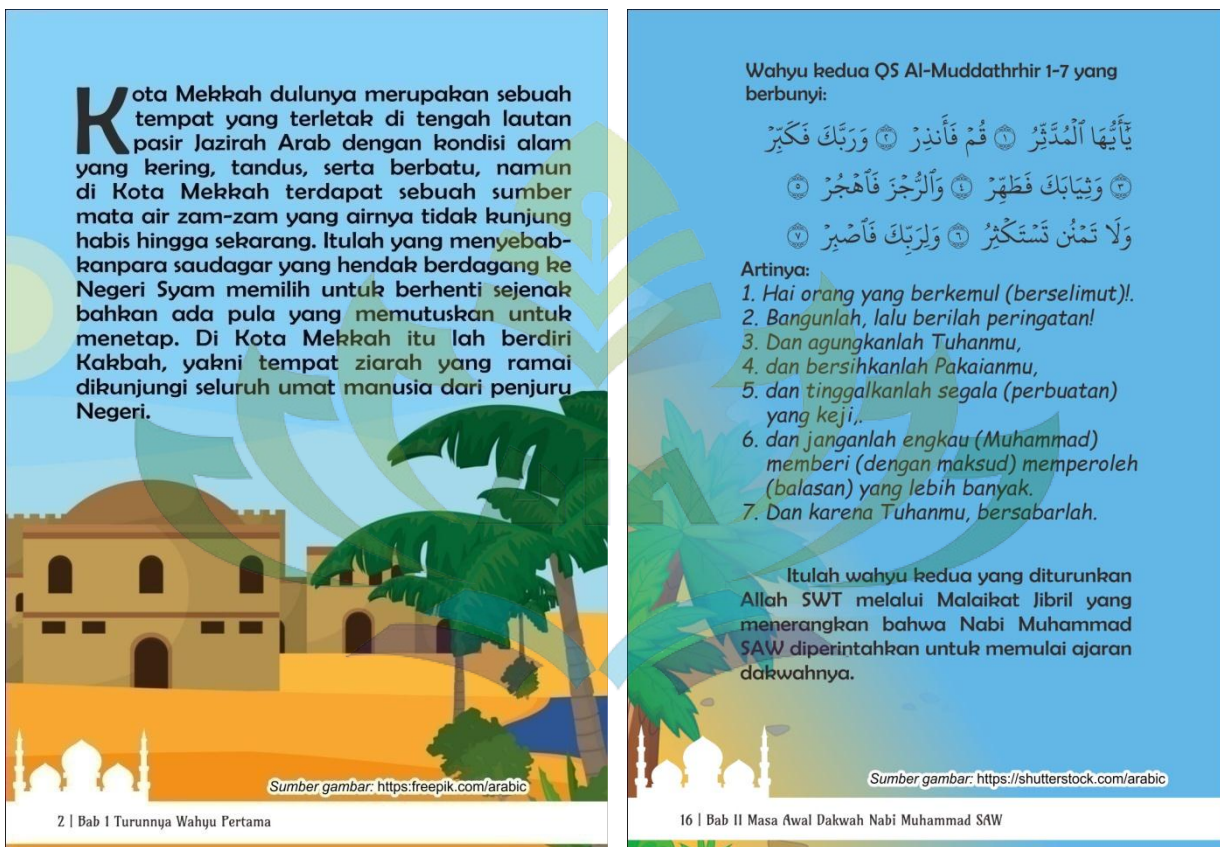 Kota Mekkah dulunya merupakan sebuah
tempat yang terletak di tengah lautan
pasir Jazirah Arab dengan kondisi alam
yang kering, tandus, serta berbatu, namun
di Kota Mekkah terdapat sebuah sumber
mata air zam-zam yang airnya tidak kunjung
habis hingga sekarang. Itulah yang menyebab-
kanpara saudagar yang hendak berdagang ke
Negeri Syam memilih untuk berhenti sejenak
bahkan ada pula yang memutuskan untuk
menetap. Di Kota Mekkah itu lah berdiri
Kakbah, yakni tempat ziarah yang ramai
dikunjungi seluruh umat manusia dari penjuru
Negeri.
Sumber gambar: https:freepik.com/arabic
2 | Bab 1 Turunnya Wahyu Pertama
Wahyu kedua QS Al-Muddathrhir 1-7 yang
berbunyi:
يَٰٓأَيُّهَا ٱلْمُدَّثِّرُ ۝١ قُمْ فَأَنذِرْ ۝٢ وَرَبَّكَ فَكَبِّرْ
۝٣ وَثِيَابَكَ فَطَهِّرْ ۝٤ وَٱلرُّجْزَ فَٱهْجُرْ ۝٥
وَلَا تَمْنُن تَسْتَكْثِرُ ۝٦ وَلِرَبِّكَ فَٱصْبِرْ ۝٧
Artinya:
1. Hai orang yang berkemul (berselimut)!.
2. Bangunlah, lalu berilah peringatan!
3. Dan agungkanlah Tuhanmu,
4. dan bersihkanlah Pakaianmu,
5. dan tinggalkanlah segala (perbuatan)
yang keji,.
6. dan janganlah engkau (Muhammad)
memberi (dengan maksud) memperoleh
(balasan) yang lebih banyak.
7. Dan karena Tuhanmu, bersabarlah.
Itulah wahyu kedua yang diturunkan
Allah SWT melalui Malaikat Jibril yang
menerangkan bahwa Nabi Muhammad
SAW diperintahkan untuk memulai ajaran
dakwahnya.
Sumber gambar: https://shutterstock.com/arabic
16 | Bab II Masa Awal Dakwah Nabi Muhammad SAW